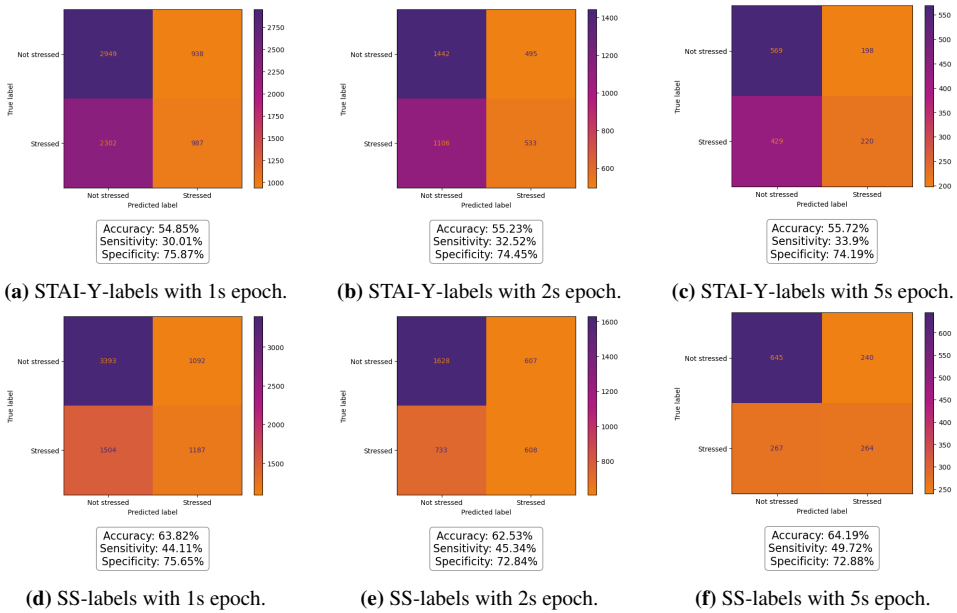 Not stressed
2949
938
Stressed
2302
987
True label
Not stressed
Stressed
Predicted label
2750
2500
2250
2000
1750
1500
1250
1000
Accuracy: 54.85%
Sensitivity: 30.01%
Specificity: 75.87%
(a) STAI-Y-labels with 1s epoch.
Not stressed
1442
495
Stressed
1106
533
True label
Not stressed
Stressed
Predicted label
1400
1200
1000
800
600
Accuracy: 55.23%
Sensitivity: 32.52%
Specificity: 74.45%
(b) STAI-Y-labels with 2s epoch.
Not stressed
569
198
Stressed
429
220
True label
Not stressed
Stressed
Predicted label
550
500
450
400
350
300
250
200
Accuracy: 55.72%
Sensitivity: 33.9%
Specificity: 74.19%
(c) STAI-Y-labels with 5s epoch.
Not stressed
3393
1092
Stressed
1504
1187
True label
Not stressed
Stressed
Predicted label
3000
2500
2000
1500
Accuracy: 63.82%
Sensitivity: 44.11%
Specificity: 75.65%
(d) SS-labels with 1s epoch.
Not stressed
1628
607
Stressed
733
608
True label
Not stressed
Stressed
Predicted label
1600
1400
1200
1000
800
Accuracy: 62.53%
Sensitivity: 45.34%
Specificity: 72.84%
(e) SS-labels with 2s epoch.
Not stressed
645
240
Stressed
267
264
True label
Not stressed
Stressed
Predicted label
600
550
500
450
400
350
300
250
Accuracy: 64.19%
Sensitivity: 49.72%
Specificity: 72.88%
(f) SS-labels with 5s epoch.